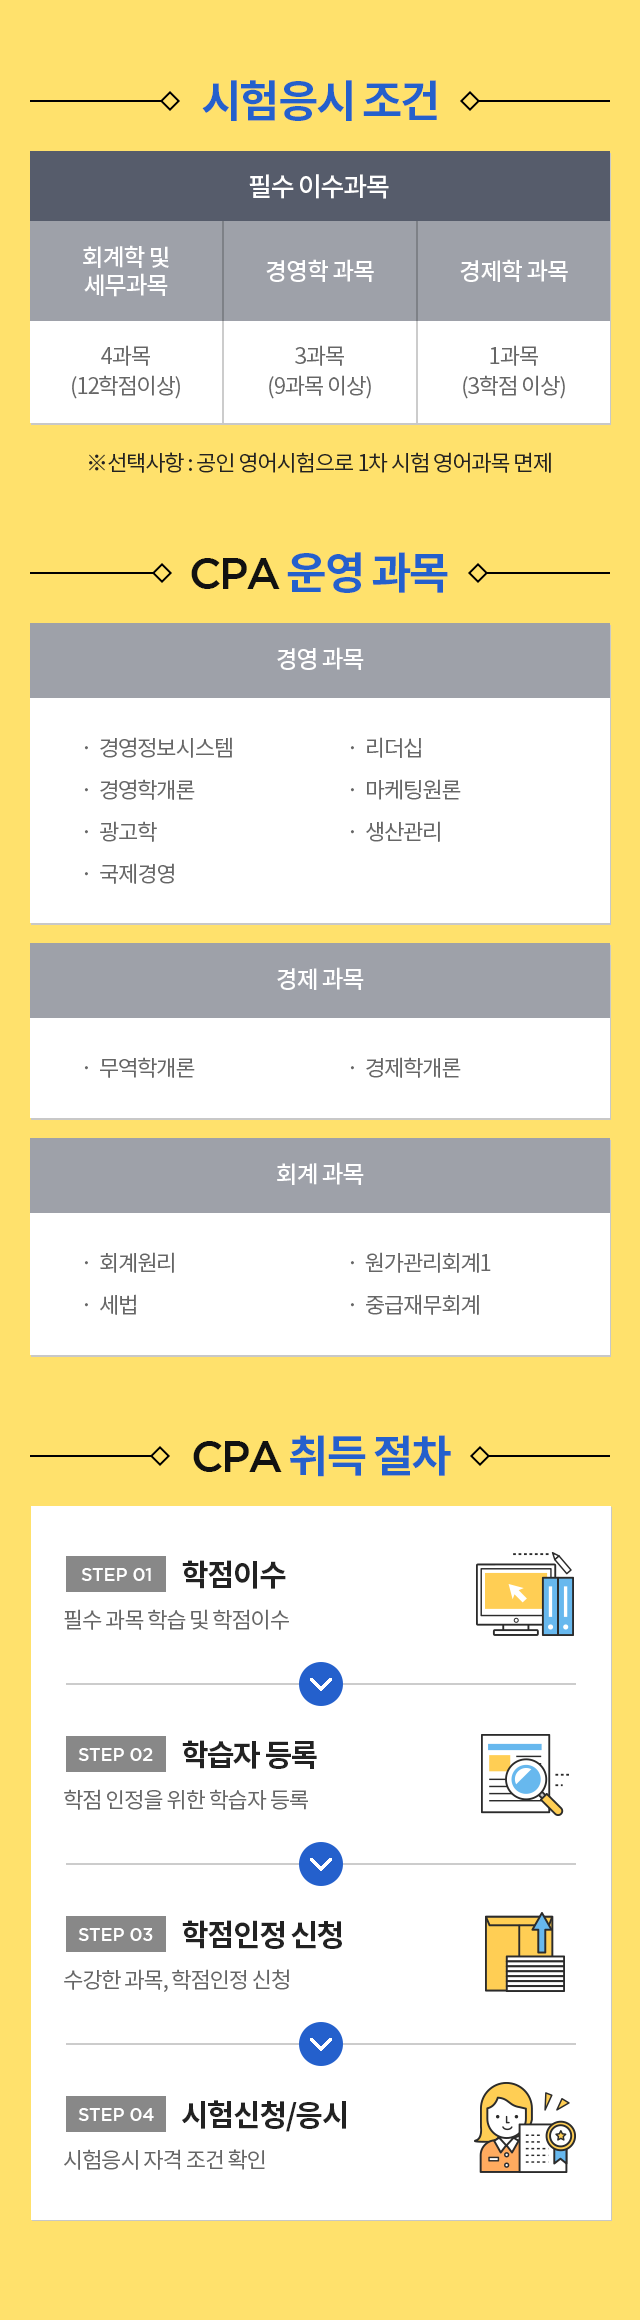 시험응시 조건
필수 이수과목
회계학 및
세무과목
경영학 과목
경제학 과목
4과목
(12학점이상)
3과목
(9과목 이상)
1과목
(3학점 이상)
※선택사항 : 공인 영어시험으로 1차 시험 영어과목 면제
CPA 운영 과목
경영 과목
· 경영정보시스템
· 리더십
· 경영학개론
· 마케팅원론
· 광고학
· 생산관리
· 국제경영
경제 과목
· 무역학개론
· 경제학개론
회계 과목
· 회계원리
· 원가관리회계1
· 세법
· 중급재무회계
CPA 취득 절차
STEP 01 학점이수
필수 과목 학습 및 학점이수
STEP 02 학습자 등록
학점 인정을 위한 학습자 등록
STEP 03 학점인정 신청
수강한 과목, 학점인정 신청
STEP 04 시험신청/응시
시험응시 자격 조건 확인